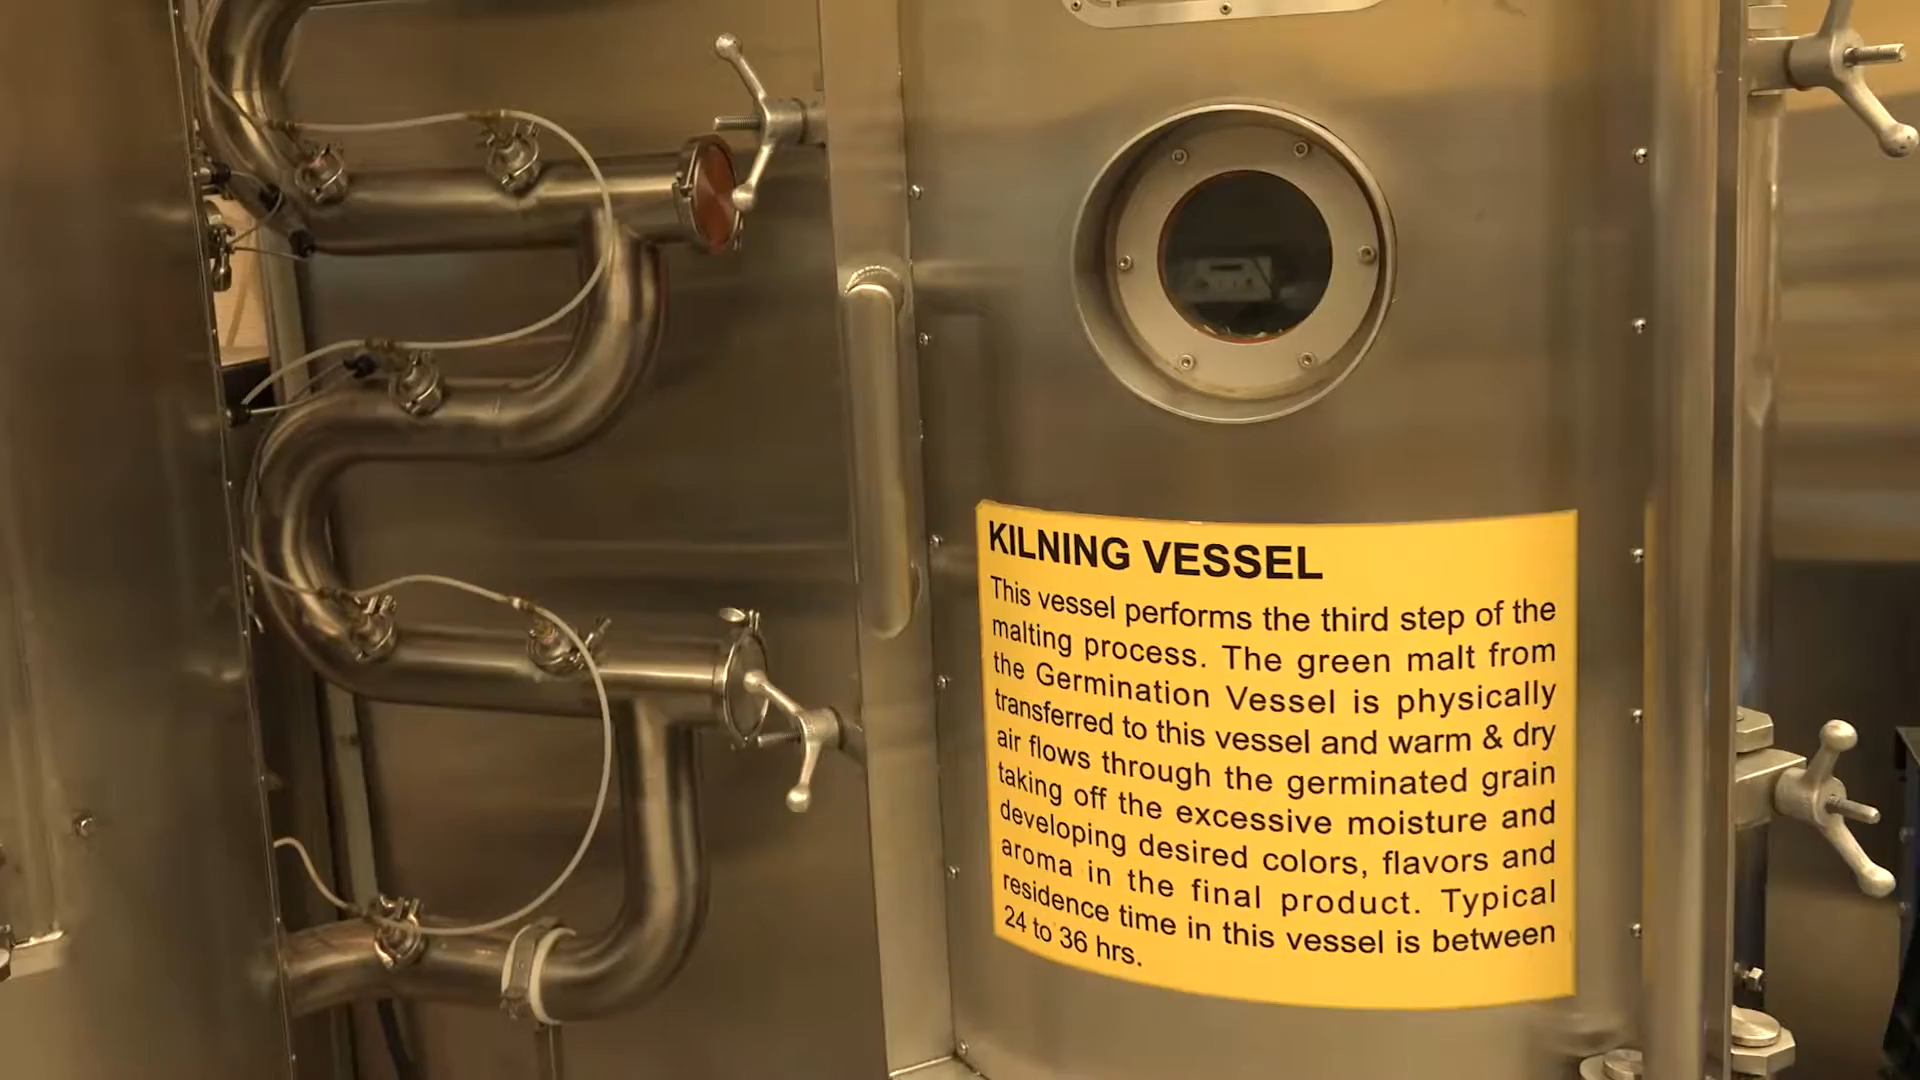 KILNING VESSEL
This vessel performs the third step of the
malting process. The green malt from
the Germination Vessel is physically
transferred to this vessel and warm & dry
air flows through the germinated grain
taking off the excessive moisture and
developing desired colors, flavors and
aroma in the final product. Typical
residence time in this vessel is between
24 to 36 hrs.